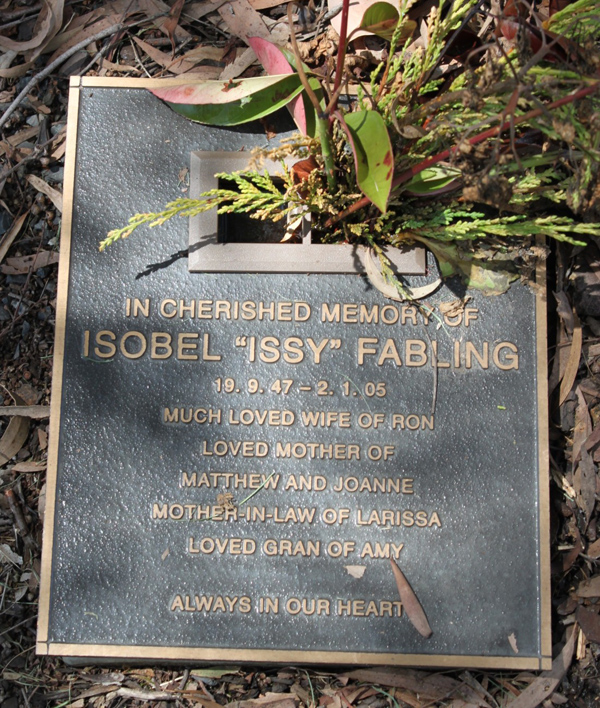 IN CHERISHED MEMORY OF
ISOBEL "ISSY" FABLING
19. 9. 47 – 2. 1. 05
MUCH LOVED WIFE OF RON
LOVED MOTHER OF
MATTHEW AND JOANNE
MOTHER-IN-LAW OF LARISSA
LOVED GRAN OF AMY
ALWAYS IN OUR HEART